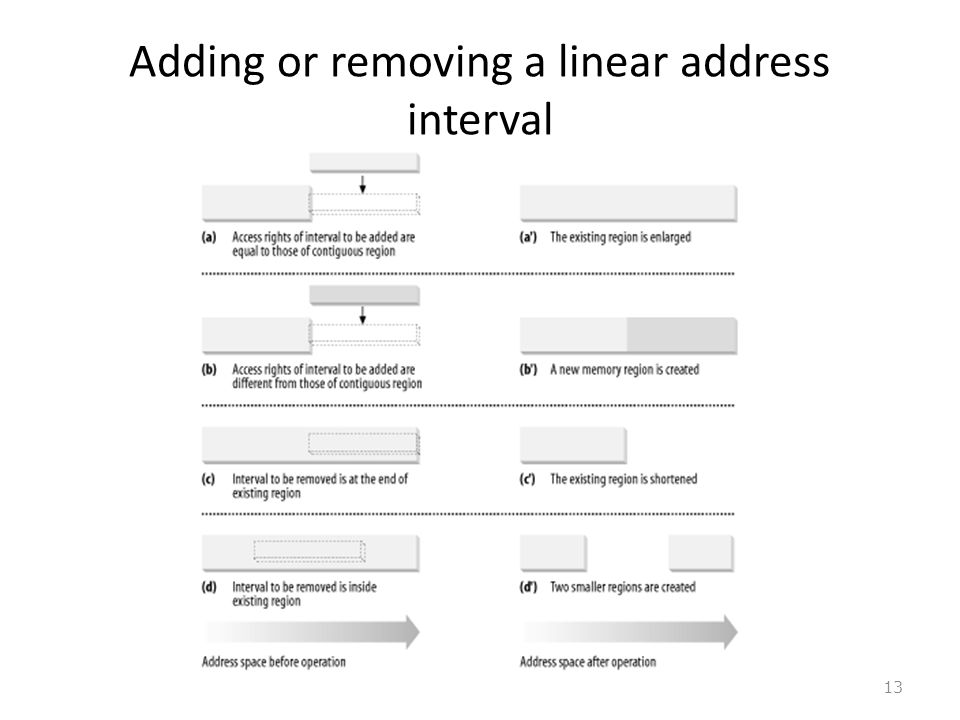 Adding or removing a linear address
interval
(a) Access rights of interval to be added are
equal to those of contiguous region
(a') The existing region is enlarged
(b) Access rights of interval to be added are
different from those of contiguous region
(b') A new memory region is created
(c) Interval to be removed is at the end of
existing region
(c') The existing region is shortened
(d) Interval to be removed is inside
existing region
(d') Two smaller regions are created
Address space before operation
Address space after operation
13